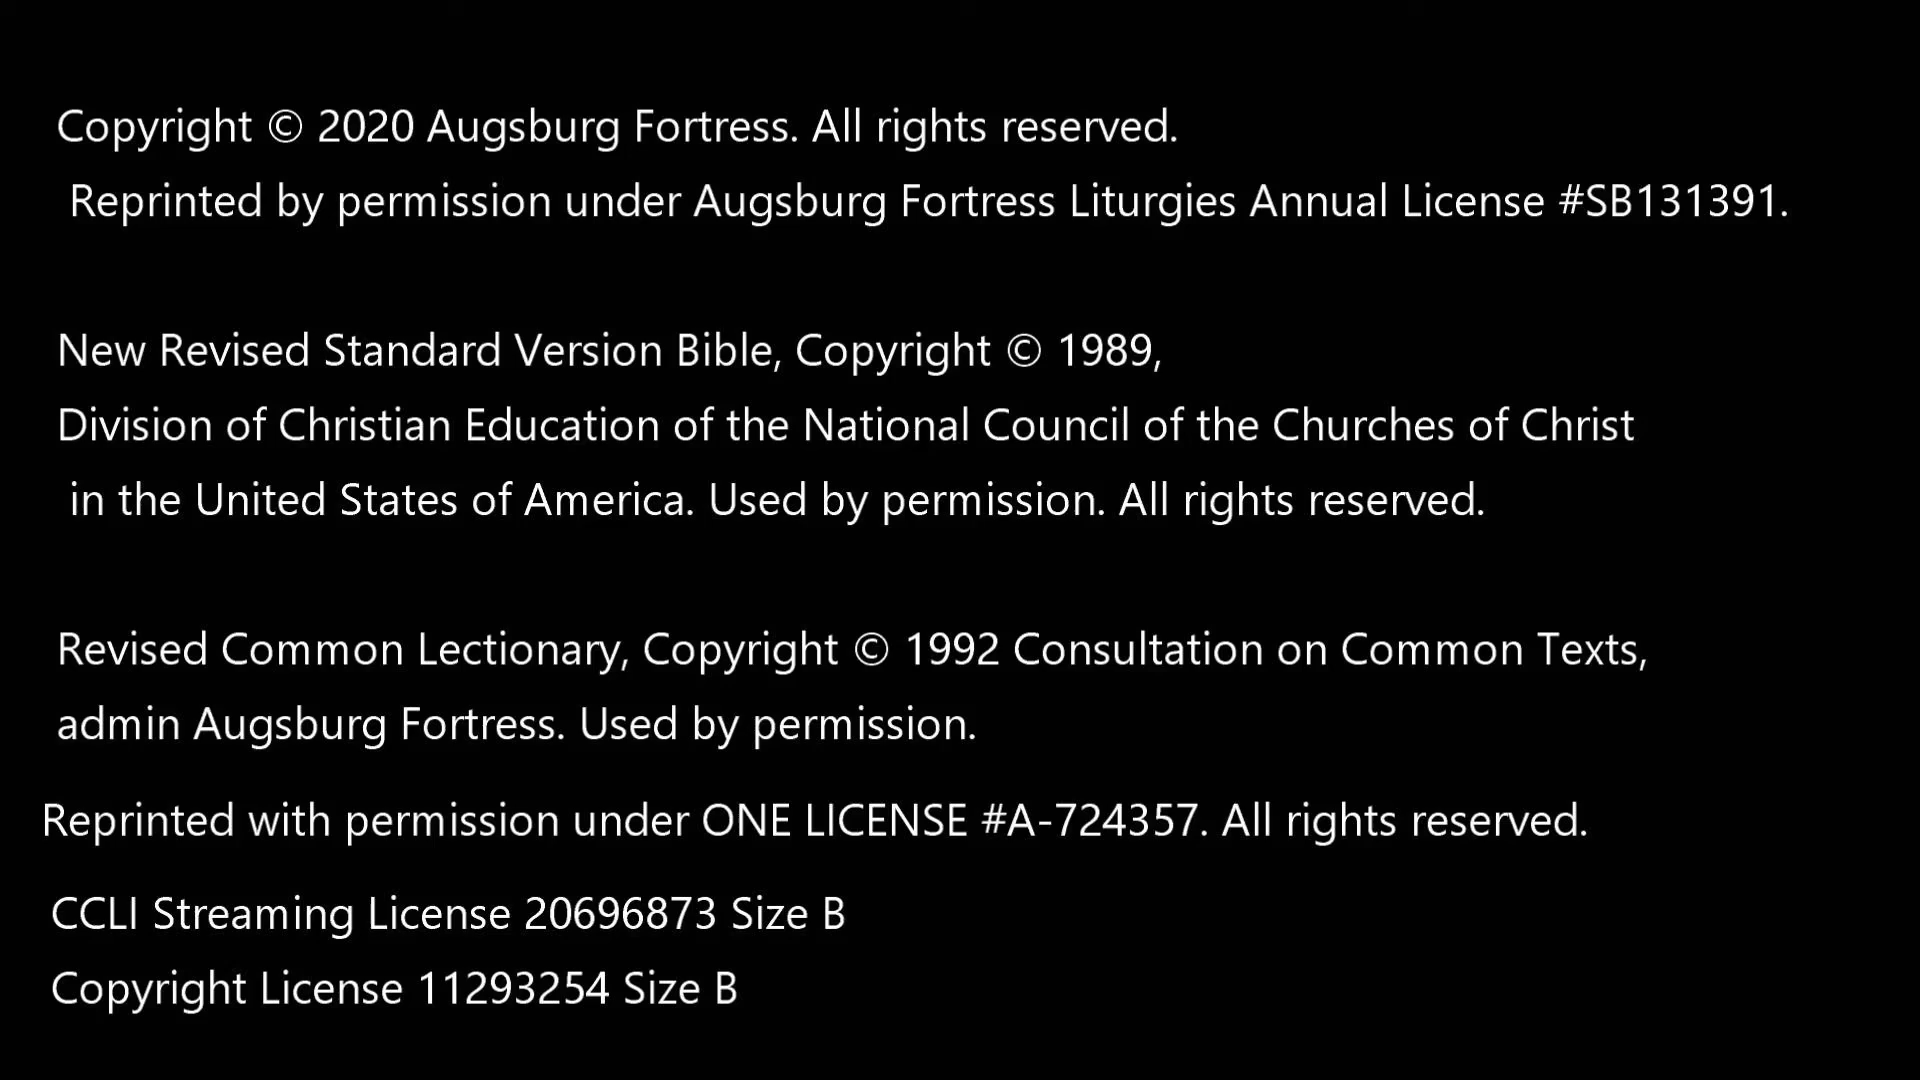 Copyright © 2020 Augsburg Fortress. All rights reserved.
Reprinted by permission under Augsburg Fortress Liturgies Annual License #SB131391.
New Revised Standard Version Bible, Copyright © 1989,
Division of Christian Education of the National Council of the Churches of Christ
in the United States of America. Used by permission. All rights reserved.
Revised Common Lectionary, Copyright © 1992 Consultation on Common Texts,
admin Augsburg Fortress. Used by permission.
Reprinted with permission under ONE LICENSE #A-724357. All rights reserved.
CCLI Streaming License 20696873 Size B
Copyright License 11293254 Size B